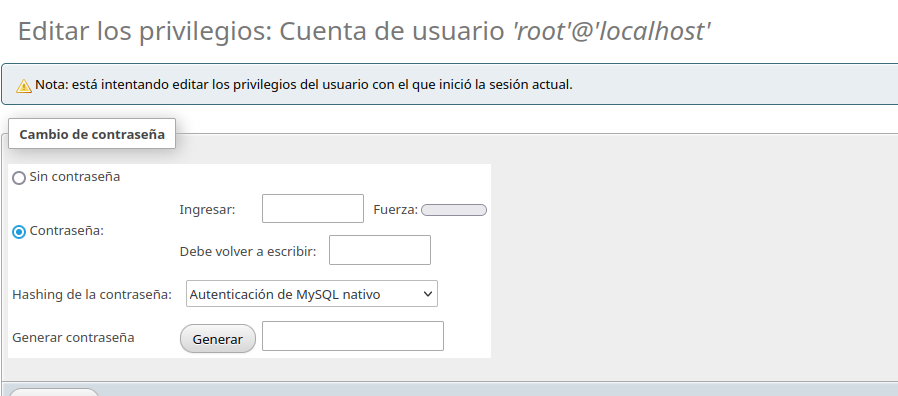 Editar los privilegios: Cuenta de usuario 'root'@'localhost'
Nota: está intentando editar los privilegios del usuario con el que inició la sesión actual.
Cambio de contraseña
Sin contraseña
Ingresar: Fuerza:
Contraseña:
Debe volver a escribir:
Hashing de la contraseña: Autenticación de MySQL nativo
Generar contraseña Generar